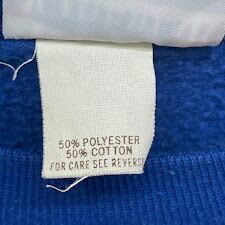 50% POLYESTER
50% COTTON
FOR CARE SEE REVERSE